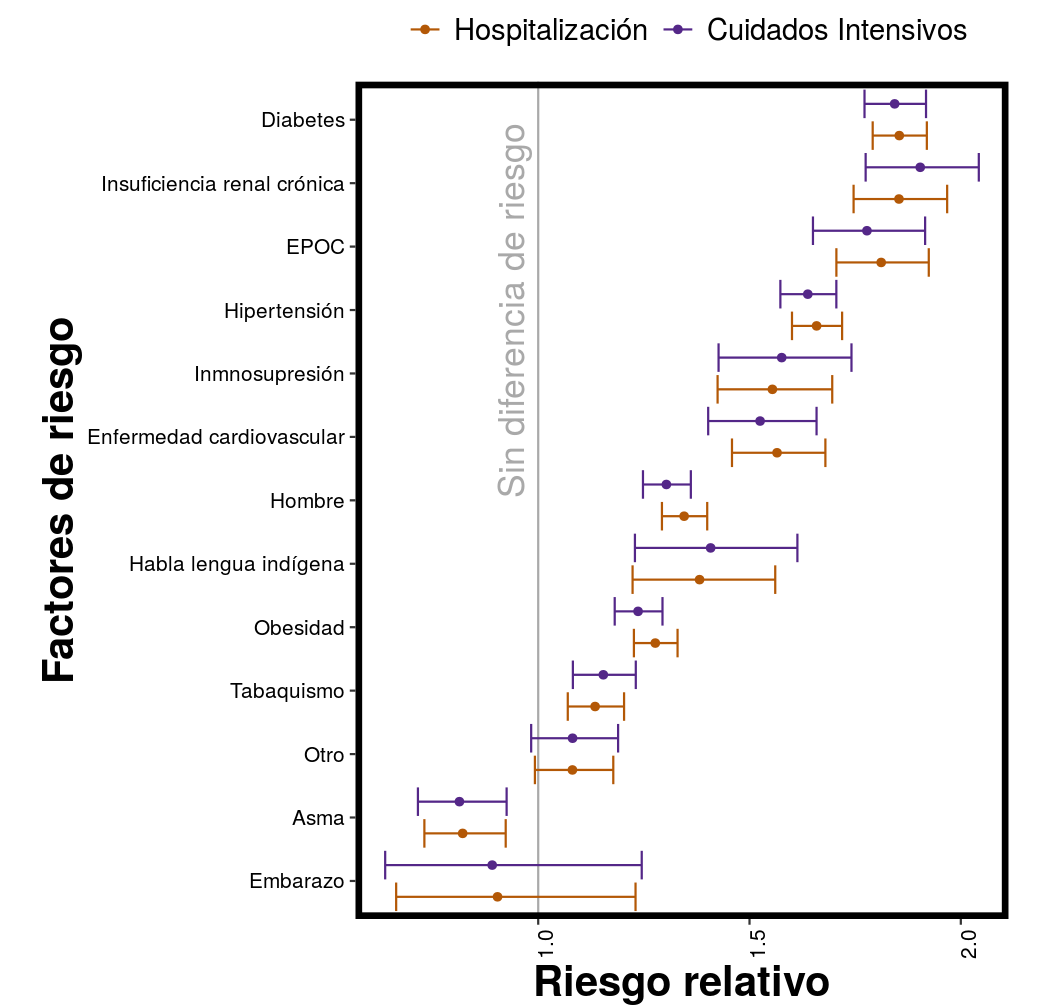 Hospitalización Cuidados Intensivos
Diabetes
Insuficiencia renal crónica
EPOC
Hipertensión
Inmnosupresión
Enfermedad cardiovascular
Hombre
Habla lengua indígena
Obesidad
Tabaquismo
Otro
Asma
Embarazo
Factores de riesgo
Sin diferencia de riesgo
1.0 1.5 2.0
Riesgo relativo